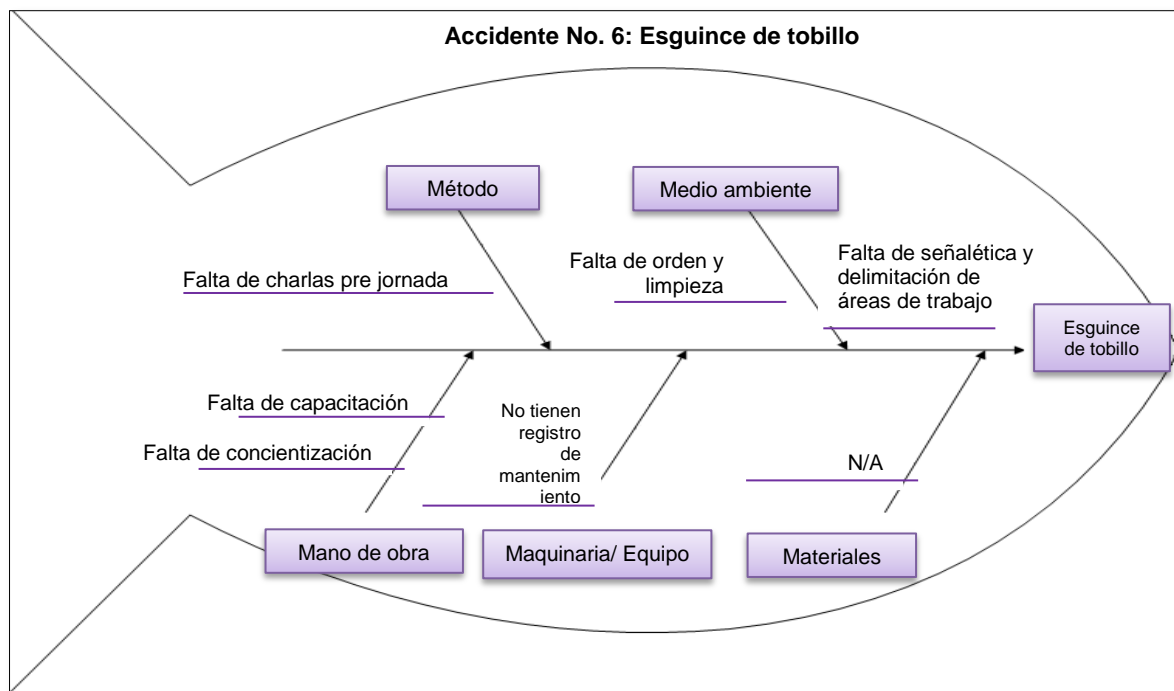 Accidente No. 6: Esguince de tobillo
Método
Medio ambiente
Falta de charlas pre jornada
Falta de orden y
limpieza
Falta de señalética y
delimitación de
áreas de trabajo
Esguince
de tobillo
Falta de capacitación
Falta de concientización
No tienen
registro
de
mantenim
iento
N/A
Mano de obra
Maquinaria/ Equipo
Materiales